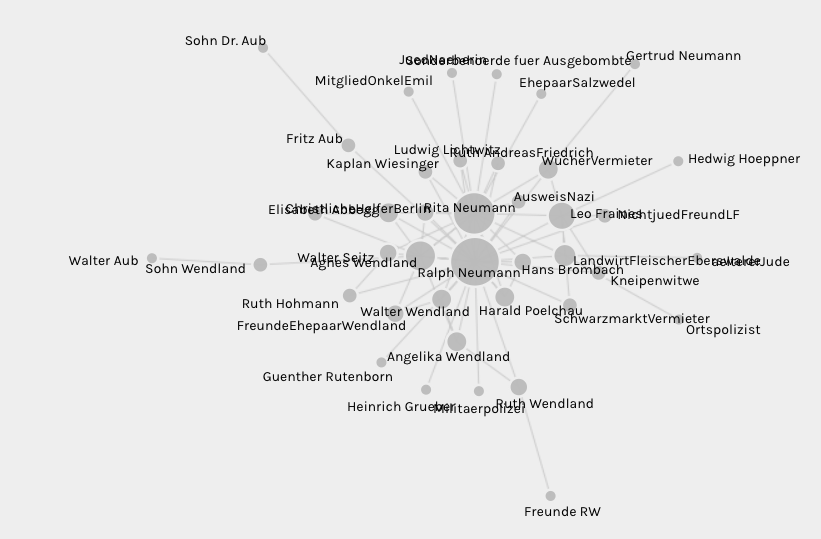 Sohn Dr. Aub
Gertrud Neumann
Sonderbehoerde fuer Ausgebombte
MitgliedOnkelEmil
EhepaarSalzwedel
Fritz Aub
Ludwig Lichtwitz
Ruth AndreasFriedrich
Kaplan Wiesinger
WucherVermieter
Hedwig Hoeppner
AusweisNazi
Elisabeth Abegg
ChristlicheHelferBerlin
Rita Neumann
Leo Fraines
NichtjuedFreundLF
Walter Aub
Sohn Wendland
Walter Seitz
Agnes Wendland
Ralph Neumann
Hans Brombach
LandwirtFleischerEberswalde
aeltererJude
Kneipenwitwe
Ruth Hohmann
Walter Wendland
Harald Poelchau
FreundeEhepaarWendland
SchwarzmarktVermieter
Ortspolizist
Angelika Wendland
Guenther Rutenborn
Heinrich Grueber
Militaerpolizei
Ruth Wendland
Freunde RW